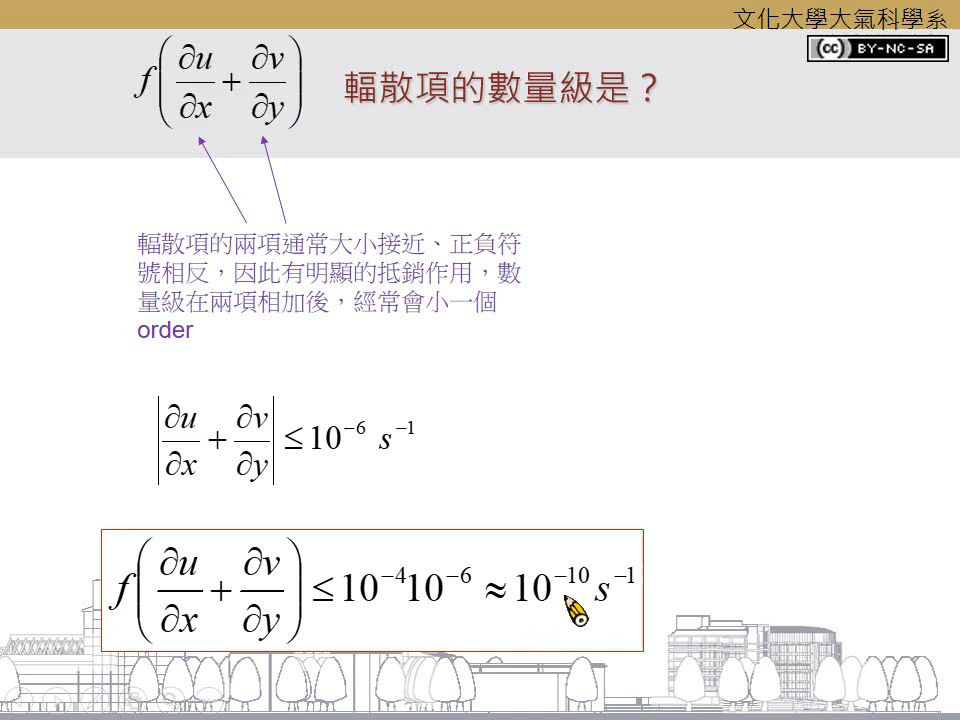 文化大學大氣科學系
(cc) BY-NC-SA
f(∂u/∂x + ∂v/∂y) 輻散項的數量級是？
輻散項的兩項通常大小接近、正負符
號相反，因此有明顯的抵銷作用，數
量級在兩項相加後，經常會小一個
order
|∂u/∂x + ∂v/∂y| ≤ 10⁻⁶ s⁻¹
f(∂u/∂x + ∂v/∂y) ≤ 10⁻⁴10⁻⁶ ≈ 10⁻¹⁰ s⁻¹